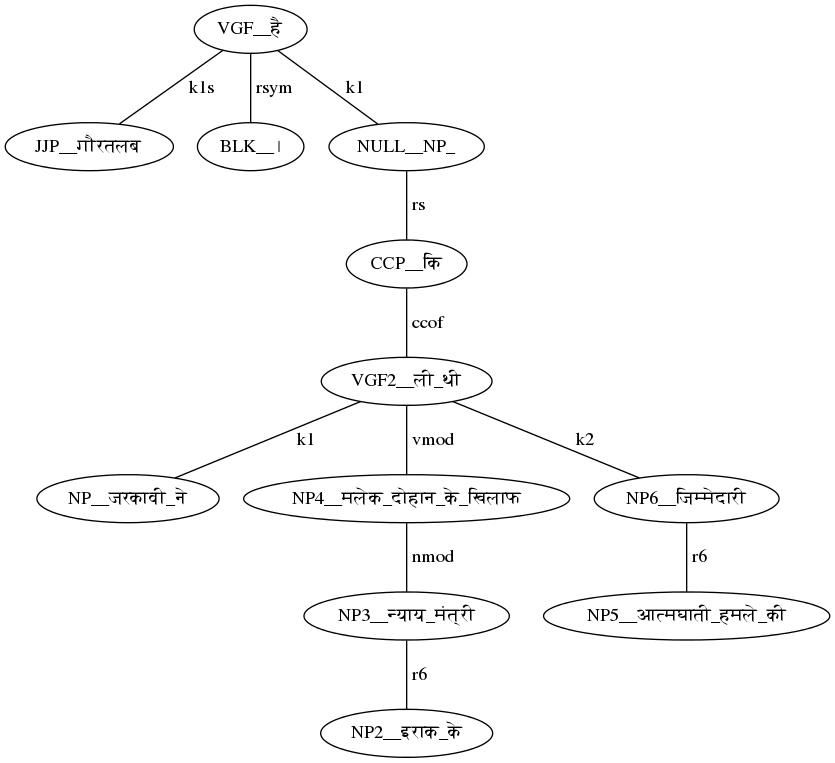 VGF__है
k1s rsym k1
JJP__गौरतलब BLK__। NULL__NP_
rs
CCP__कि
ccof
VGF2__ली_थी
k1 vmod k2
NP__जरकावी_ने NP4__मलेक_दोहान_के_खिलाफ NP6__जिम्मेदारी
nmod r6
NP3__न्याय_मंत्री NP5__आत्मघाती_हमले_की
r6
NP2__इराक_के